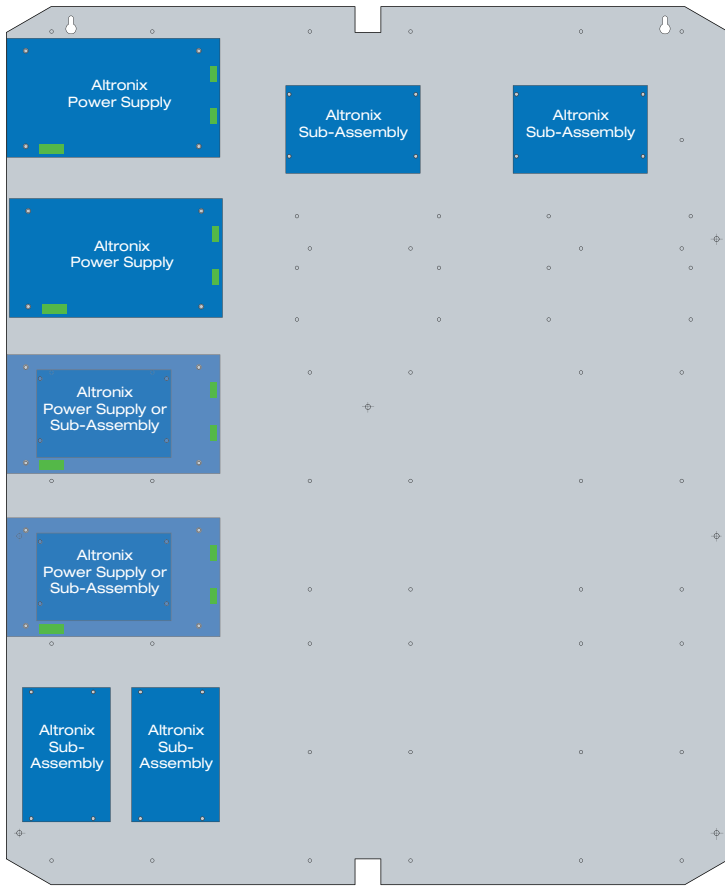 Altronix
Power Supply
Altronix
Sub-Assembly
Altronix
Sub-Assembly
Altronix
Power Supply
Altronix
Power Supply or
Sub-Assembly
Altronix
Power Supply or
Sub-Assembly
Altronix
Sub-
Assembly
Altronix
Sub-
Assembly